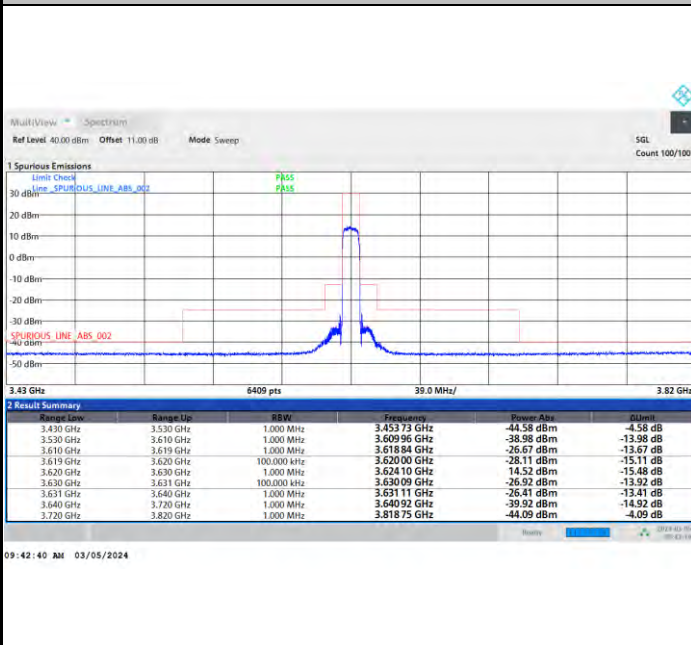 MultiView Spectrum
Ref Level 40.00 dBm Offset 11.00 dB Mode Sweep SGL
Count 100/100
1 Spurious Emissions
Limit Check PASS
Line _SPURIOUS_LINE_ABS_002 PASS
30 dBm
20 dBm
10 dBm
0 dBm
-10 dBm
-20 dBm
-30 dBm
_SPURIOUS_LINE_ABS_002
-40 dBm
-50 dBm
3.43 GHz 6409 pts 39.0 MHz/ 3.82 GHz
2 Result Summary
Range Low Range Up RBW Frequency Power Abs ΔLimit
3.430 GHz 3.530 GHz 1.000 MHz 3.453 73 GHz -44.58 dBm -4.58 dB
3.530 GHz 3.610 GHz 1.000 MHz 3.609 96 GHz -38.98 dBm -13.98 dB
3.610 GHz 3.619 GHz 1.000 MHz 3.618 84 GHz -26.67 dBm -13.67 dB
3.619 GHz 3.620 GHz 100.000 kHz 3.620 00 GHz -28.11 dBm -15.11 dB
3.620 GHz 3.630 GHz 1.000 MHz 3.624 10 GHz 14.52 dBm -15.48 dB
3.630 GHz 3.631 GHz 100.000 kHz 3.630 09 GHz -26.92 dBm -13.92 dB
3.631 GHz 3.640 GHz 1.000 MHz 3.631 11 GHz -26.41 dBm -13.41 dB
3.640 GHz 3.720 GHz 1.000 MHz 3.640 92 GHz -39.92 dBm -14.92 dB
3.720 GHz 3.820 GHz 1.000 MHz 3.818 75 GHz -44.09 dBm -4.09 dB
Ready
09:42:40 AM 03/05/2024